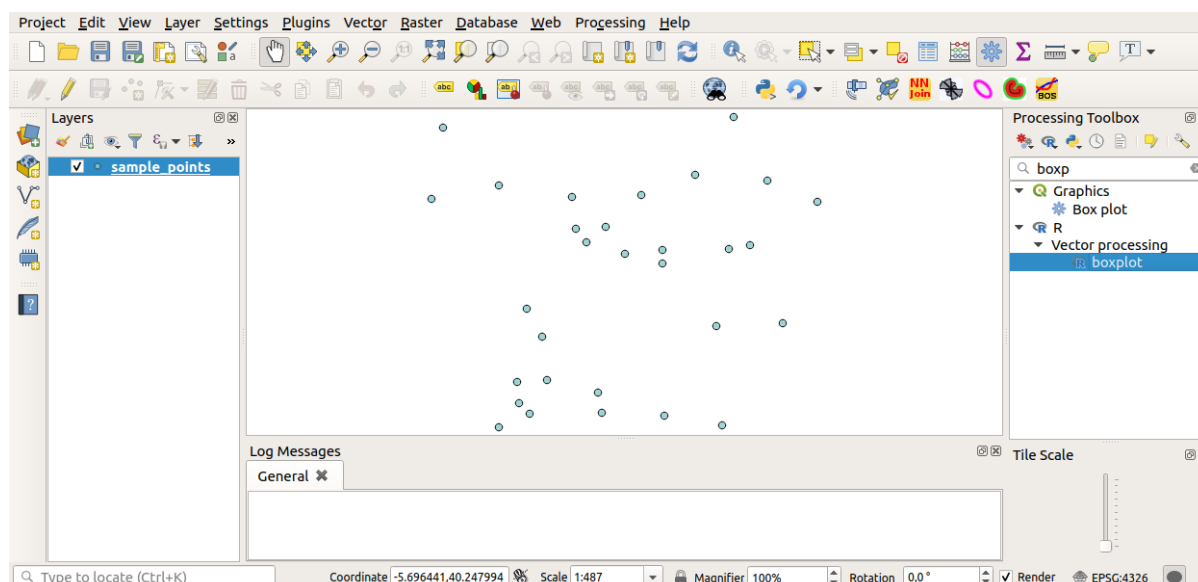 Project Edit View Layer Settings Plugins Vector Raster Database Web Processing Help
abc ab NN Join BOS
Layers
sample_points
Processing Toolbox
boxp
Graphics
Box plot
R
Vector processing
boxplot
Log Messages
General
Tile Scale
Type to locate (Ctrl+K) Coordinate -5.696441,40.247994 Scale 1:487 Magnifier 100% Rotation 0,0 ° Render EPSG:4326